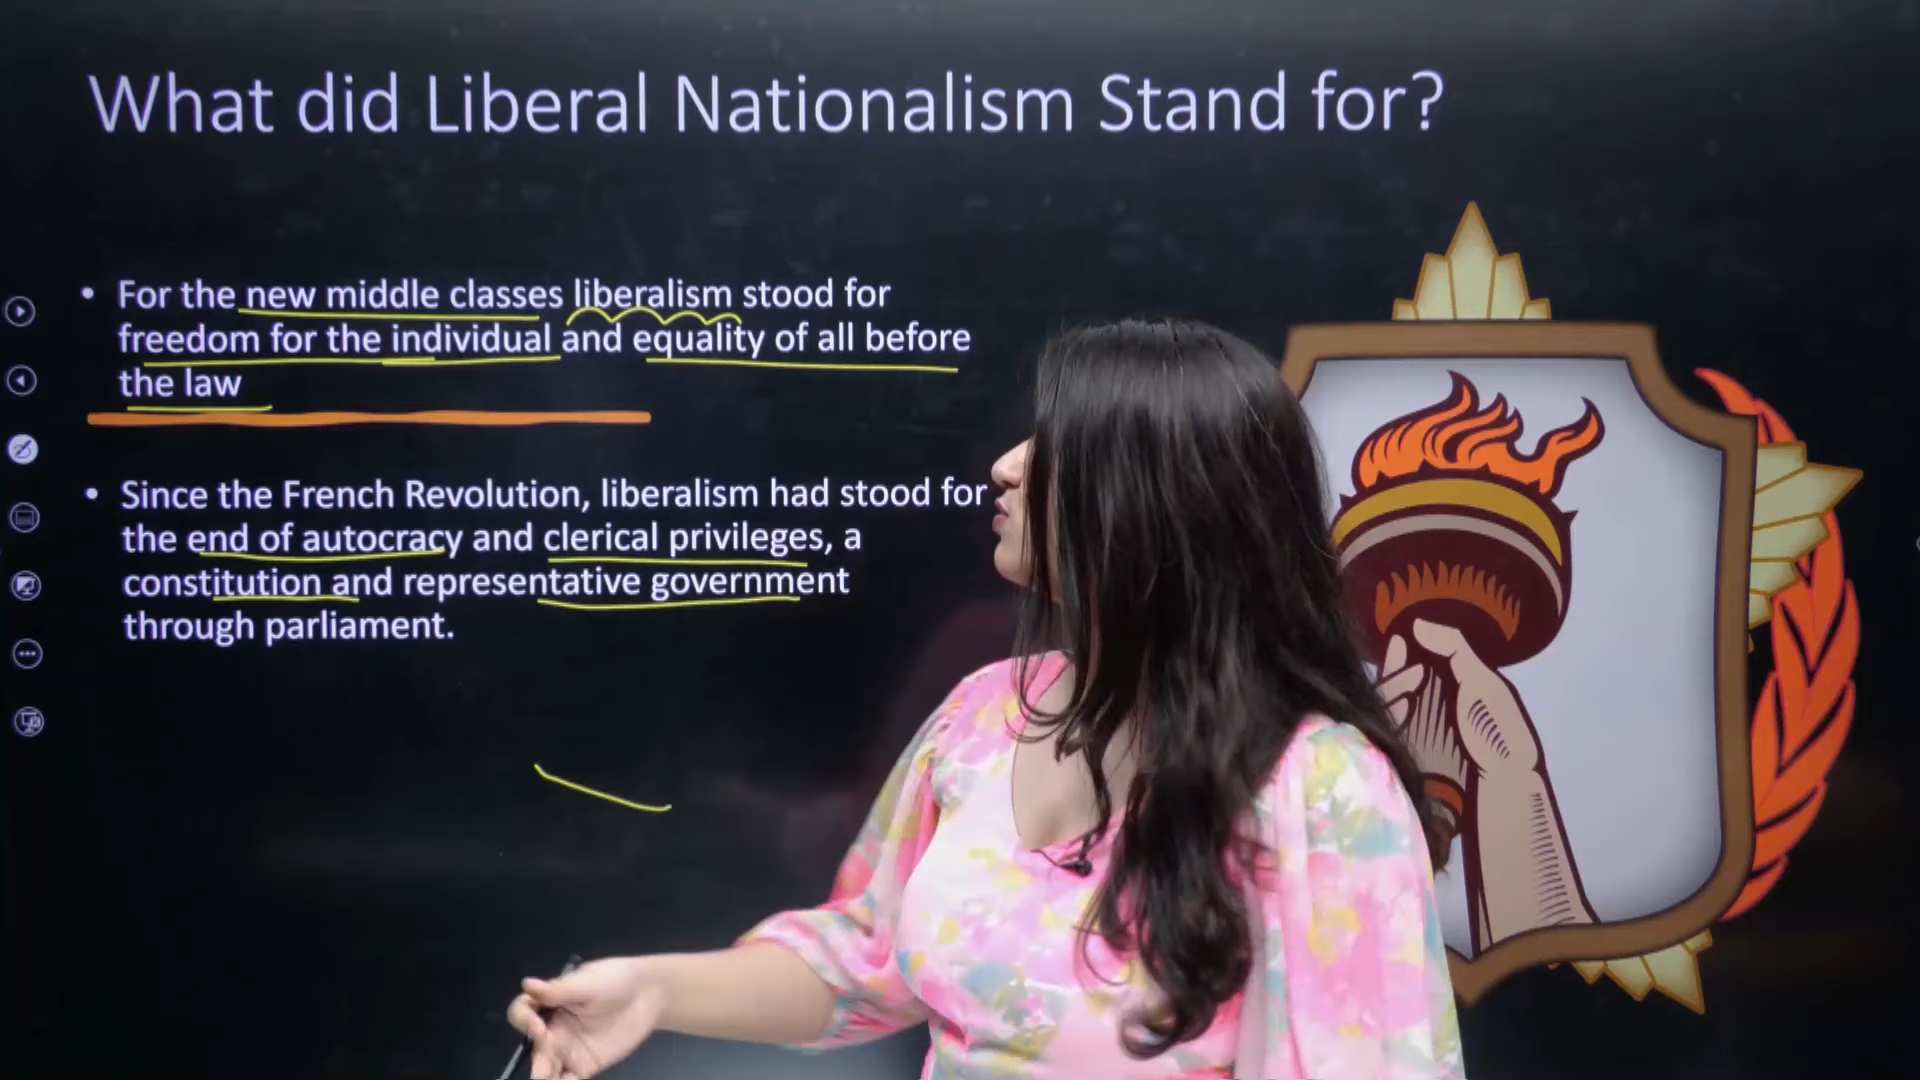 What did Liberal Nationalism Stand for?
• For the new middle classes liberalism stood for
freedom for the individual and equality of all before
the law
• Since the French Revolution, liberalism had stood for
the end of autocracy and clerical privileges, a
constitution and representative government
through parliament.